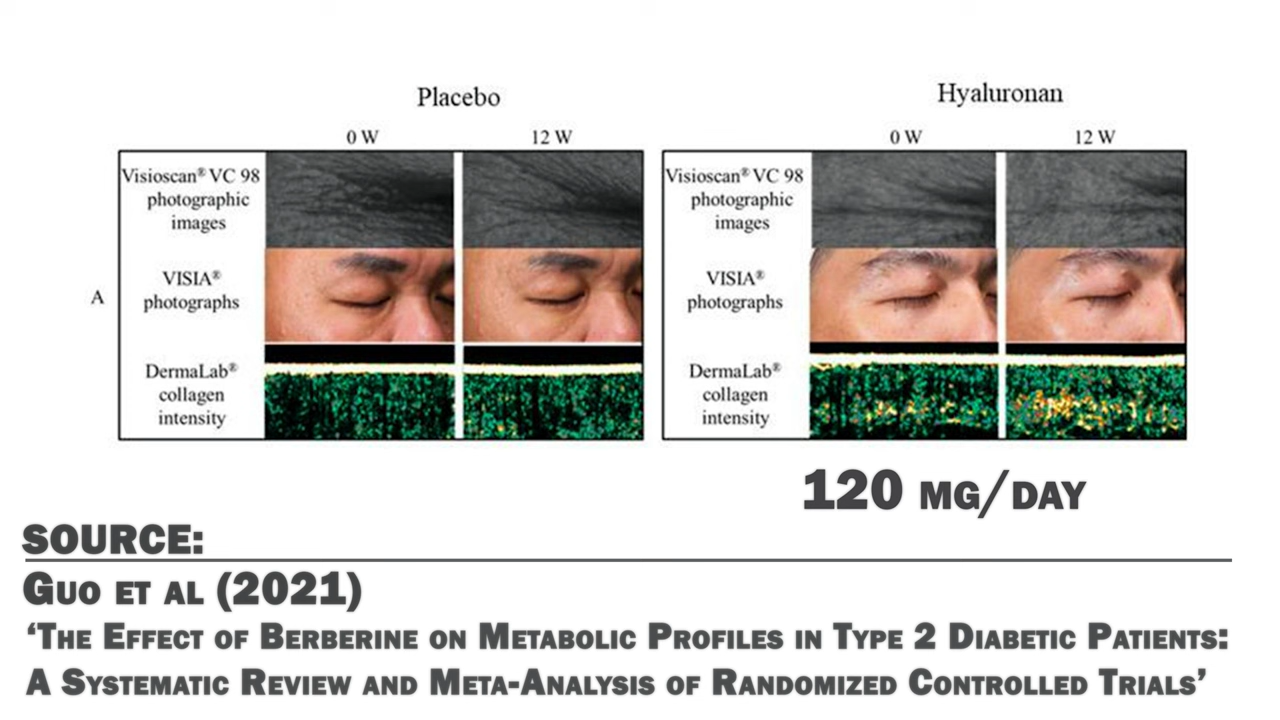 Placebo
0 W 12 W
Visioscan® VC 98
photographic
images
VISIA®
photographs
A
DermaLab®
collagen
intensity
Hyaluronan
0 W 12 W
Visioscan® VC 98
photographic
images
VISIA®
photographs
DermaLab®
collagen
intensity
120 MG/DAY
SOURCE:
GUO ET AL (2021)
‘THE EFFECT OF BERBERINE ON METABOLIC PROFILES IN TYPE 2 DIABETIC PATIENTS:
A SYSTEMATIC REVIEW AND META-ANALYSIS OF RANDOMIZED CONTROLLED TRIALS’